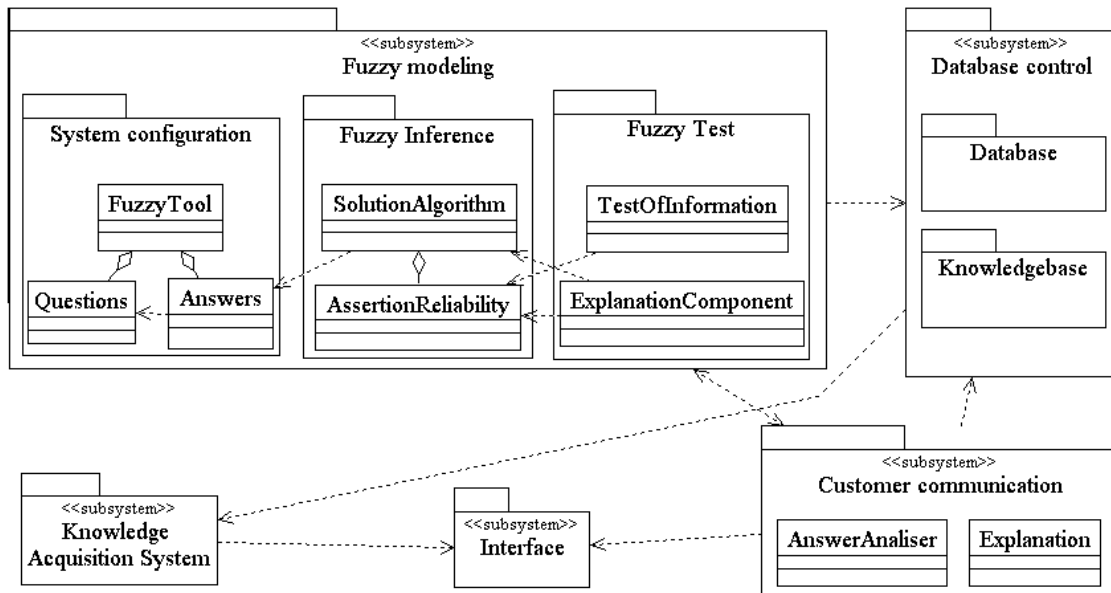 <<subsystem>>
Fuzzy modeling
System configuration
FuzzyTool
Questions
Answers
Fuzzy Inference
SolutionAlgorithm
AssertionReliability
Fuzzy Test
TestOfInformation
ExplanationComponent
<<subsystem>>
Database control
Database
Knowledgebase
<<subsystem>>
Knowledge
Acquisition System
<<subsystem>>
Interface
<<subsystem>>
Customer communication
AnswerAnaliser
Explanation